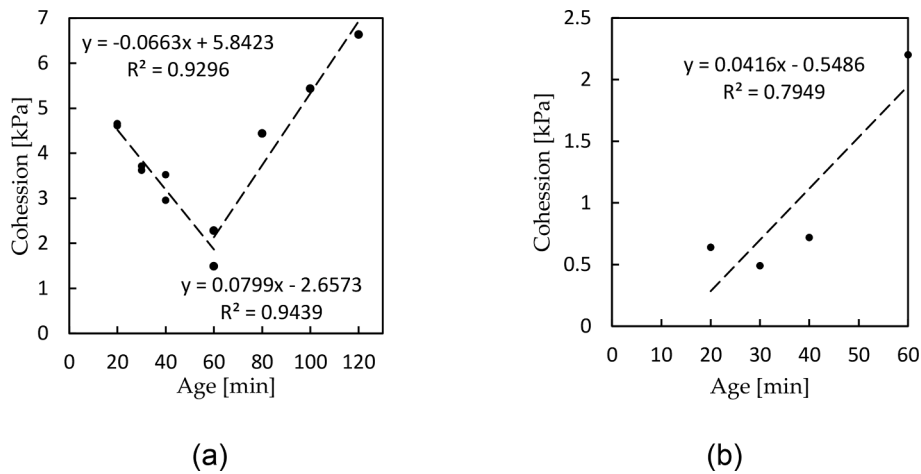 7
6
5
4
3
2
1
0
Cohession [kPa]
y = -0.0663x + 5.8423
R² = 0.9296
y = 0.0799x - 2.6573
R² = 0.9439
0 20 40 60 80 100 120
Age [min]
(a)
2.5
2
1.5
1
0.5
0
Cohession [kPa]
y = 0.0416x - 0.5486
R² = 0.7949
0 10 20 30 40 50 60
Age [min]
(b)